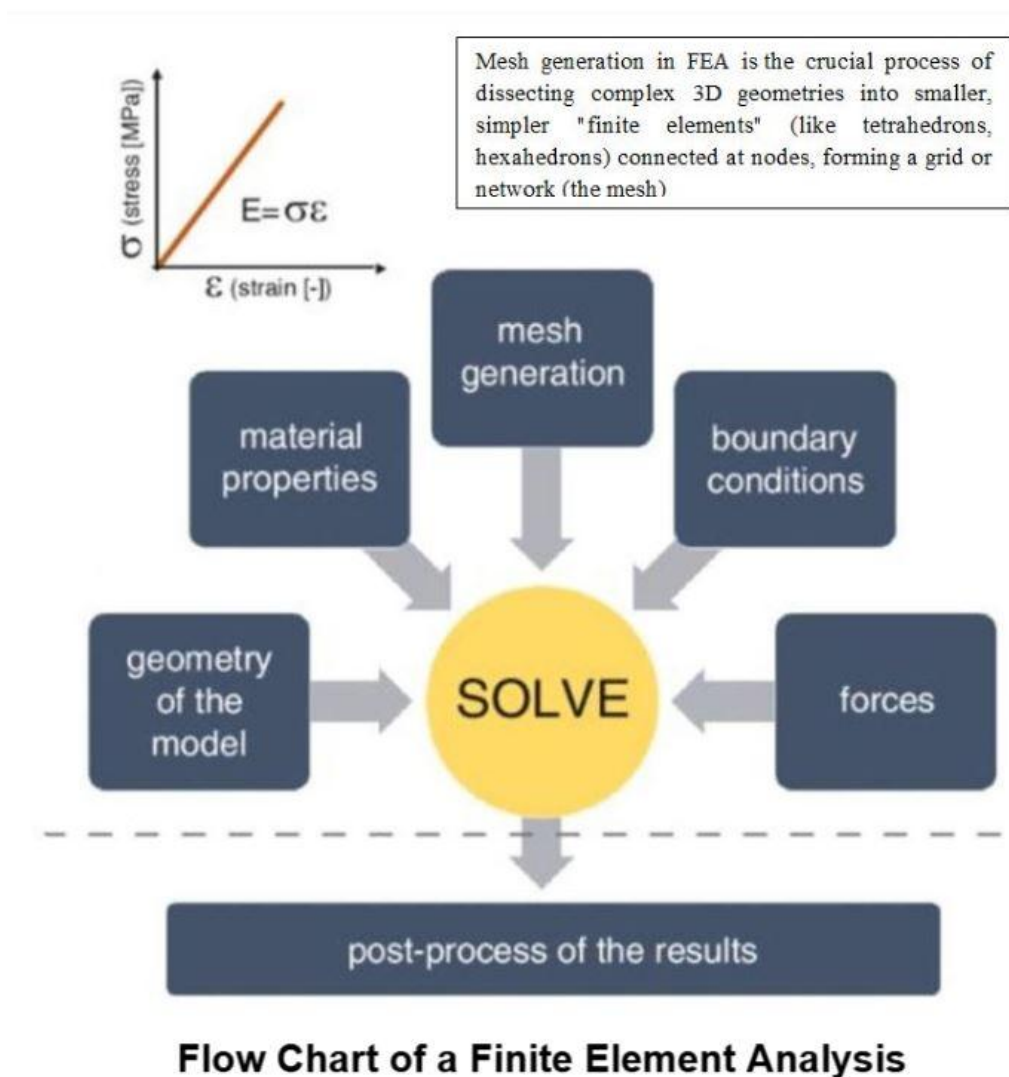 Mesh generation in FEA is the crucial process of
dissecting complex 3D geometries into smaller,
simpler "finite elements" (like tetrahedrons,
hexahedrons) connected at nodes, forming a grid or
network (the mesh)
σ (stress [MPa])
E=σε
ε (strain [-])
mesh
generation
material
properties
boundary
conditions
geometry
of the
model
SOLVE
forces
post-process of the results
Flow Chart of a Finite Element Analysis